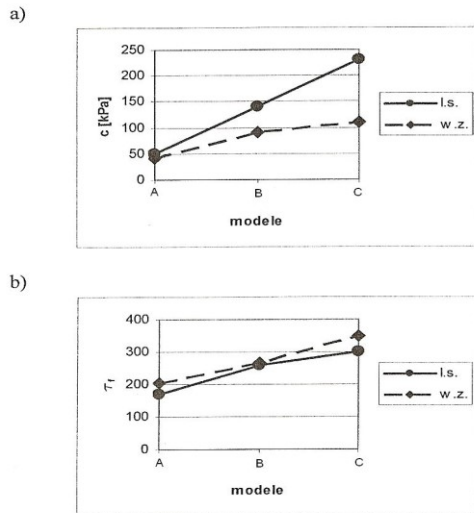 a)
250
200
150
100
50
0
c [kPa]
A B C
modele
l.s.
w.z.
b)
400
300
200
100
0
τf
A B C
modele
l.s.
w.z.